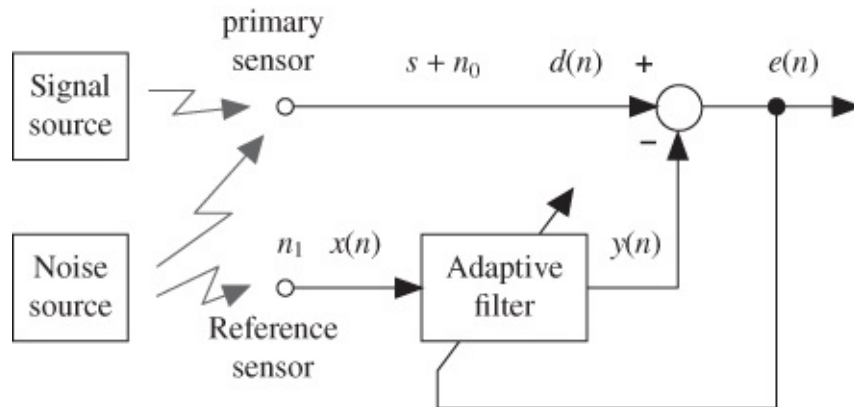 primary
sensor
s + n₀
d(n)
+
e(n)
Signal
source
−
Noise
source
n₁
x(n)
Adaptive
filter
y(n)
Reference
sensor